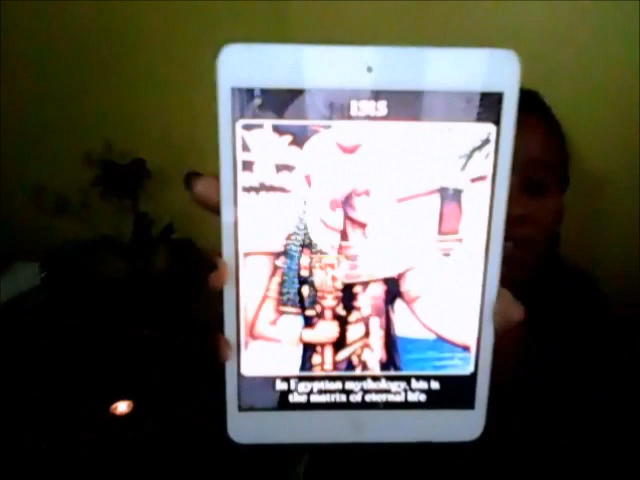 ISIS
In Egyptian mythology, Isis is
the matrix of eternal life